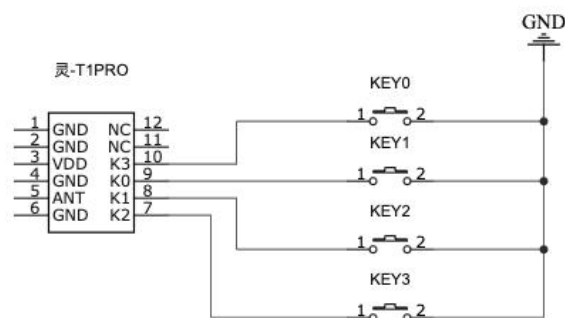 GND
灵-T1PRO
KEY0
1 2
1 GND NC 12
2 GND NC 11
KEY1
3 VDD K3 10
4 GND K0 9
1 2
5 ANT K1 8
6 GND K2 7
KEY2
1 2
KEY3
1 2